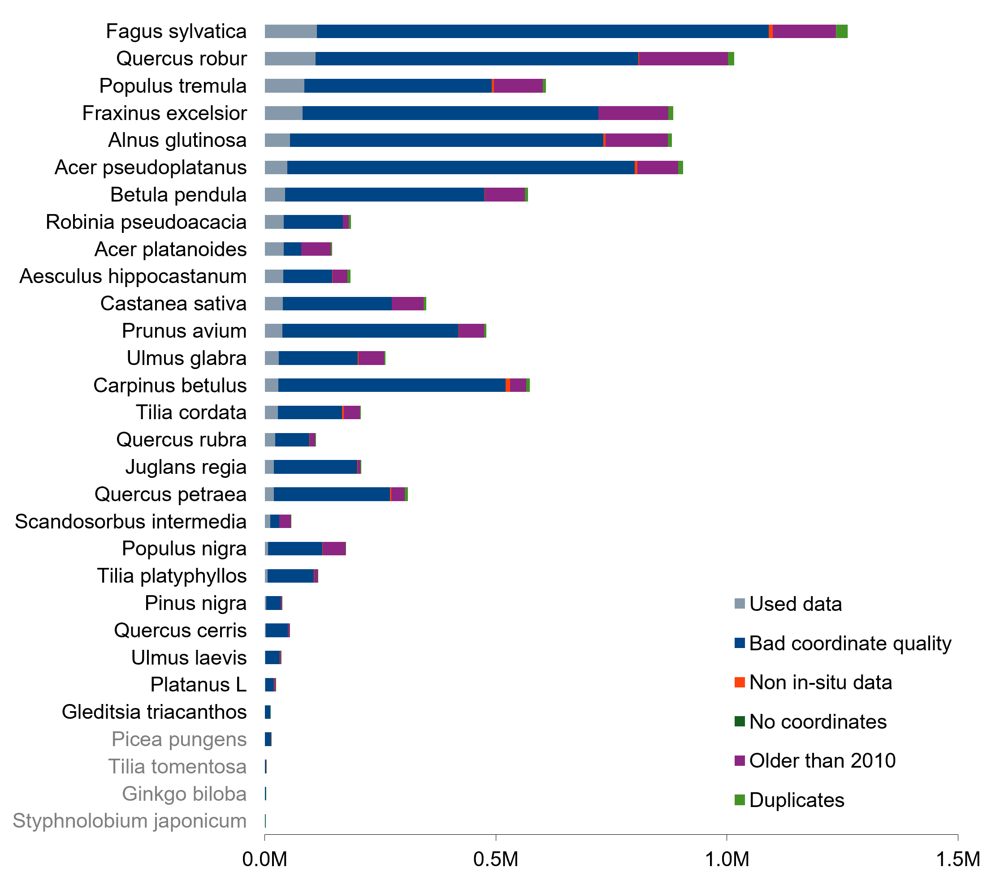 Fagus sylvatica
Quercus robur
Populus tremula
Fraxinus excelsior
Alnus glutinosa
Acer pseudoplatanus
Betula pendula
Robinia pseudoacacia
Acer platanoides
Aesculus hippocastanum
Castanea sativa
Prunus avium
Ulmus glabra
Carpinus betulus
Tilia cordata
Quercus rubra
Juglans regia
Quercus petraea
Scandosorbus intermedia
Populus nigra
Tilia platyphyllos
Pinus nigra
Quercus cerris
Ulmus laevis
Platanus L
Gleditsia triacanthos
Picea pungens
Tilia tomentosa
Ginkgo biloba
Styphnolobium japonicum
Used data
Bad coordinate quality
Non in-situ data
No coordinates
Older than 2010
Duplicates
0.0M 0.5M 1.0M 1.5M